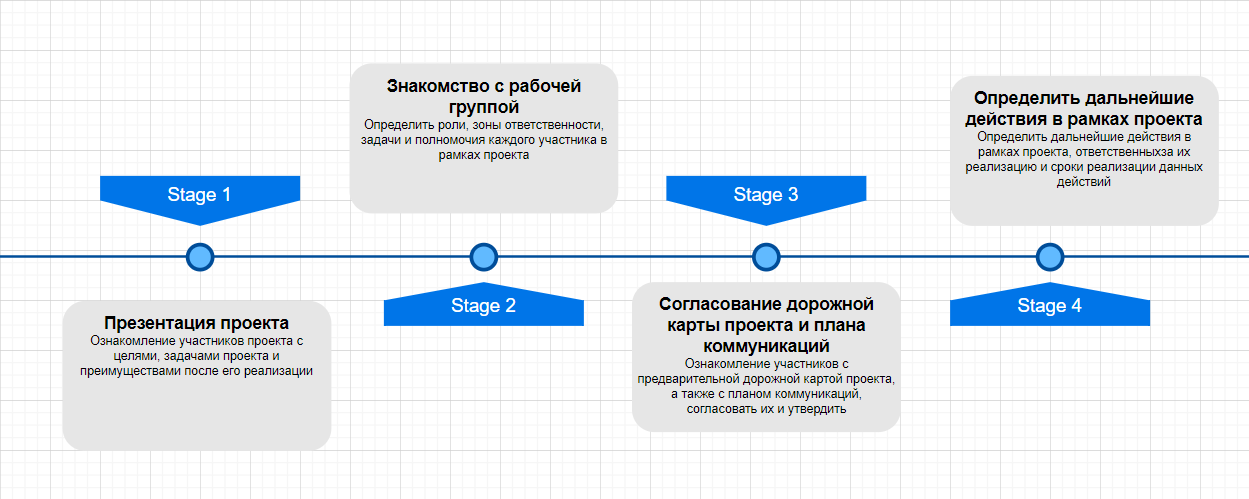 Stage 1
Презентация проекта
Ознакомление участников проекта с
целями, задачами проекта и
преимуществами после его реализации
Знакомство с рабочей
группой
Определить роли, зоны ответственности,
задачи и полномочия каждого участника в
рамках проекта
Stage 2
Stage 3
Согласование дорожной
карты проекта и плана
коммуникаций
Ознакомление участников с
предварительной дорожной картой проекта,
а также с планом коммуникаций,
согласовать их и утвердить
Определить дальнейшие
действия в рамках проекта
Определить дальнейшие действия в
рамках проекта, ответственныхза их
реализацию и сроки реализации данных
действий
Stage 4